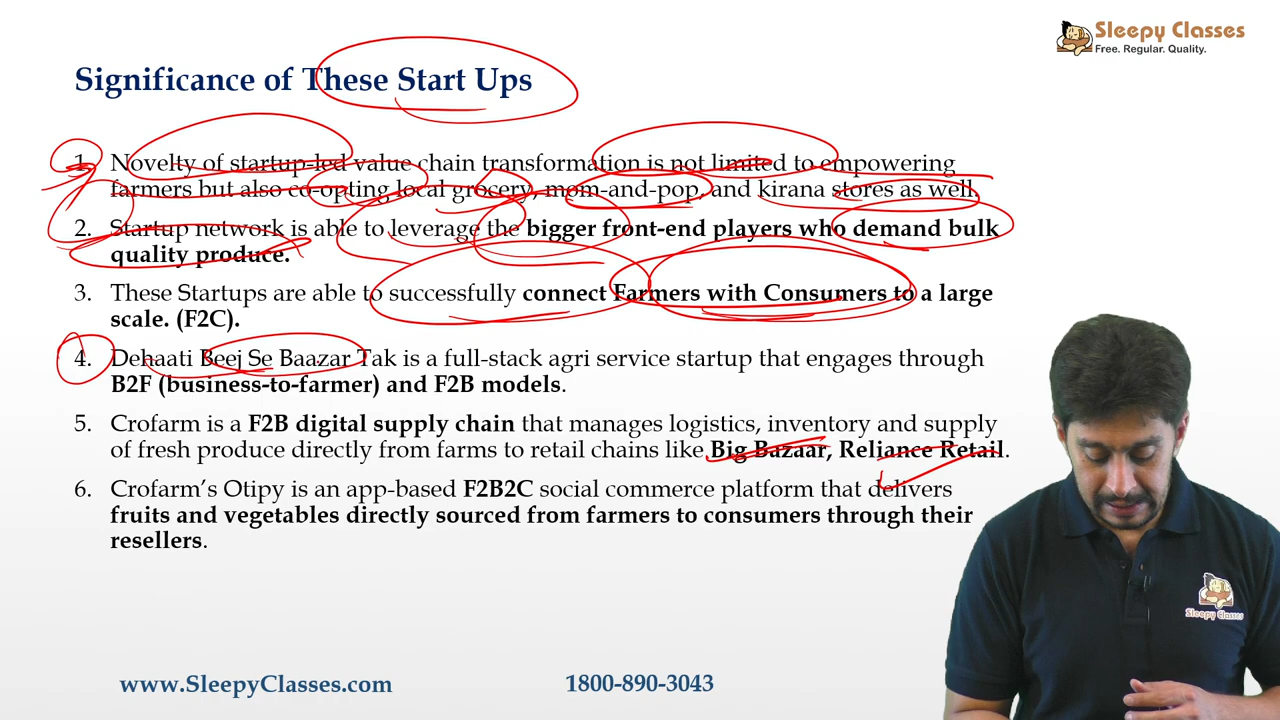 Sleepy Classes
Free. Regular. Quality.
Significance of These Start Ups
1. Novelty of startup-led value chain transformation is not limited to empowering
farmers but also co-opting local grocery, mom-and-pop, and kirana stores as well.
2. Startup network is able to leverage the bigger front-end players who demand bulk
quality produce.
3. These Startups are able to successfully connect Farmers with Consumers to a large
scale. (F2C).
4. Dehaati Beej Se Baazar Tak is a full-stack agri service startup that engages through
B2F (business-to-farmer) and F2B models.
5. Crofarm is a F2B digital supply chain that manages logistics, inventory and supply
of fresh produce directly from farms to retail chains like Big Bazaar, Reliance Retail.
6. Crofarm’s Otipy is an app-based F2B2C social commerce platform that delivers
fruits and vegetables directly sourced from farmers to consumers through their
resellers.
Sleepy Classes
www.SleepyClasses.com
1800-890-3043